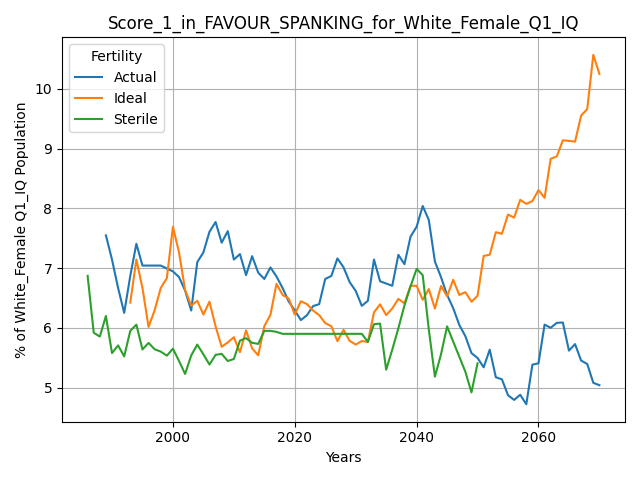 Score_1_in_FAVOUR_SPANKING_for_White_Female_Q1_IQ
Fertility
Actual
Ideal
Sterile
% of White_Female Q1_IQ Population
10
9
8
7
6
5
2000
2020
2040
2060
Years